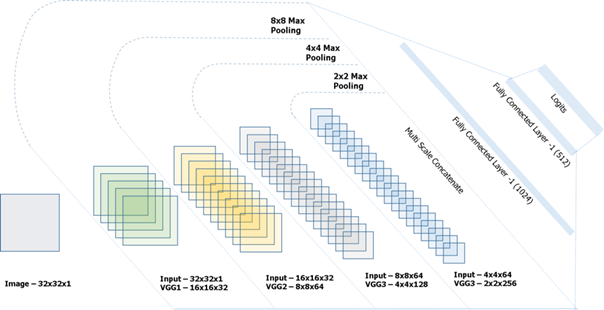 8x8 Max
Pooling
4x4 Max
Pooling
2x2 Max
Pooling
Multi Scale Concatenate
Fully Connected Layer -1 (1024)
Fully Connected Layer -1 (512)
Logits
Image – 32x32x1
Input – 32x32x1
VGG1 - 16x16x32
Input – 16x16x32
VGG2 – 8x8x64
Input – 8x8x64
VGG3 – 4x4x128
Input – 4x4x64
VGG3 – 2x2x256